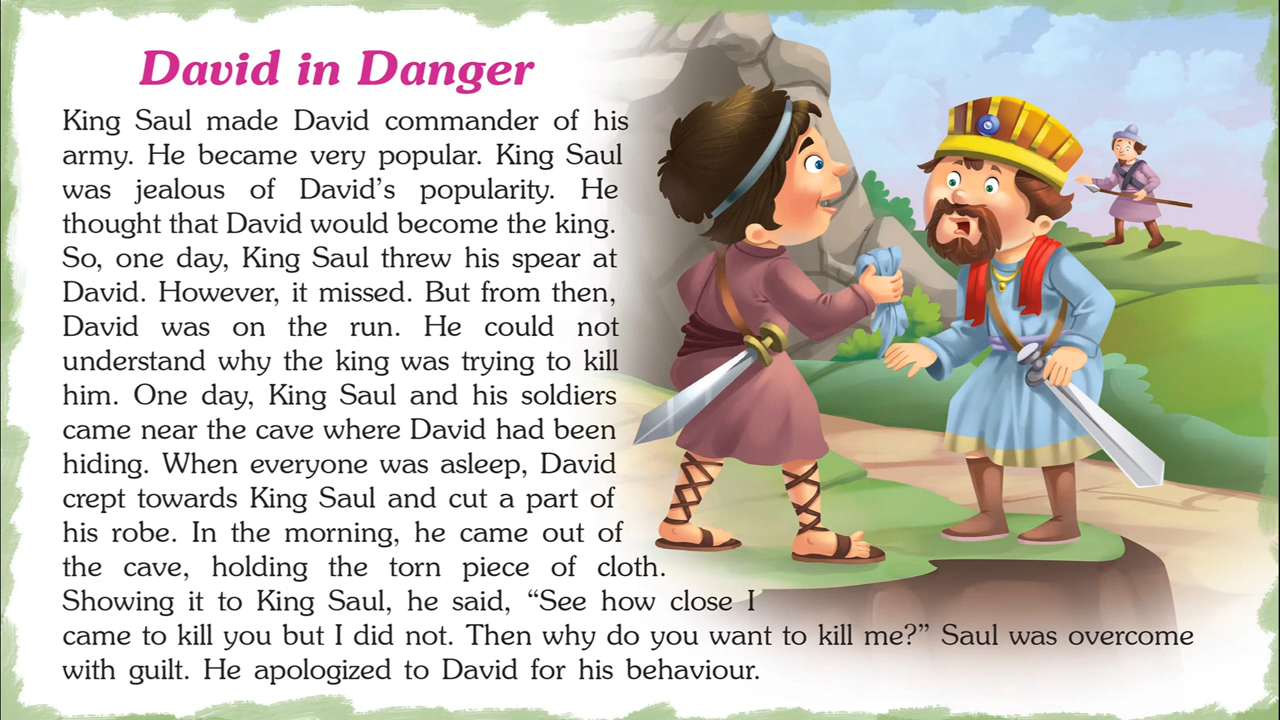 David in Danger
King Saul made David commander of his
army. He became very popular. King Saul
was jealous of David's popularity. He
thought that David would become the king.
So, one day, King Saul threw his spear at
David. However, it missed. But from then,
David was on the run. He could not
understand why the king was trying to kill
him. One day, King Saul and his soldiers
came near the cave where David had been
hiding. When everyone was asleep, David
crept towards King Saul and cut a part of
his robe. In the morning, he came out of
the cave, holding the torn piece of cloth.
Showing it to King Saul, he said, “See how close I
came to kill you but I did not. Then why do you want to kill me?” Saul was overcome
with guilt. He apologized to David for his behaviour.